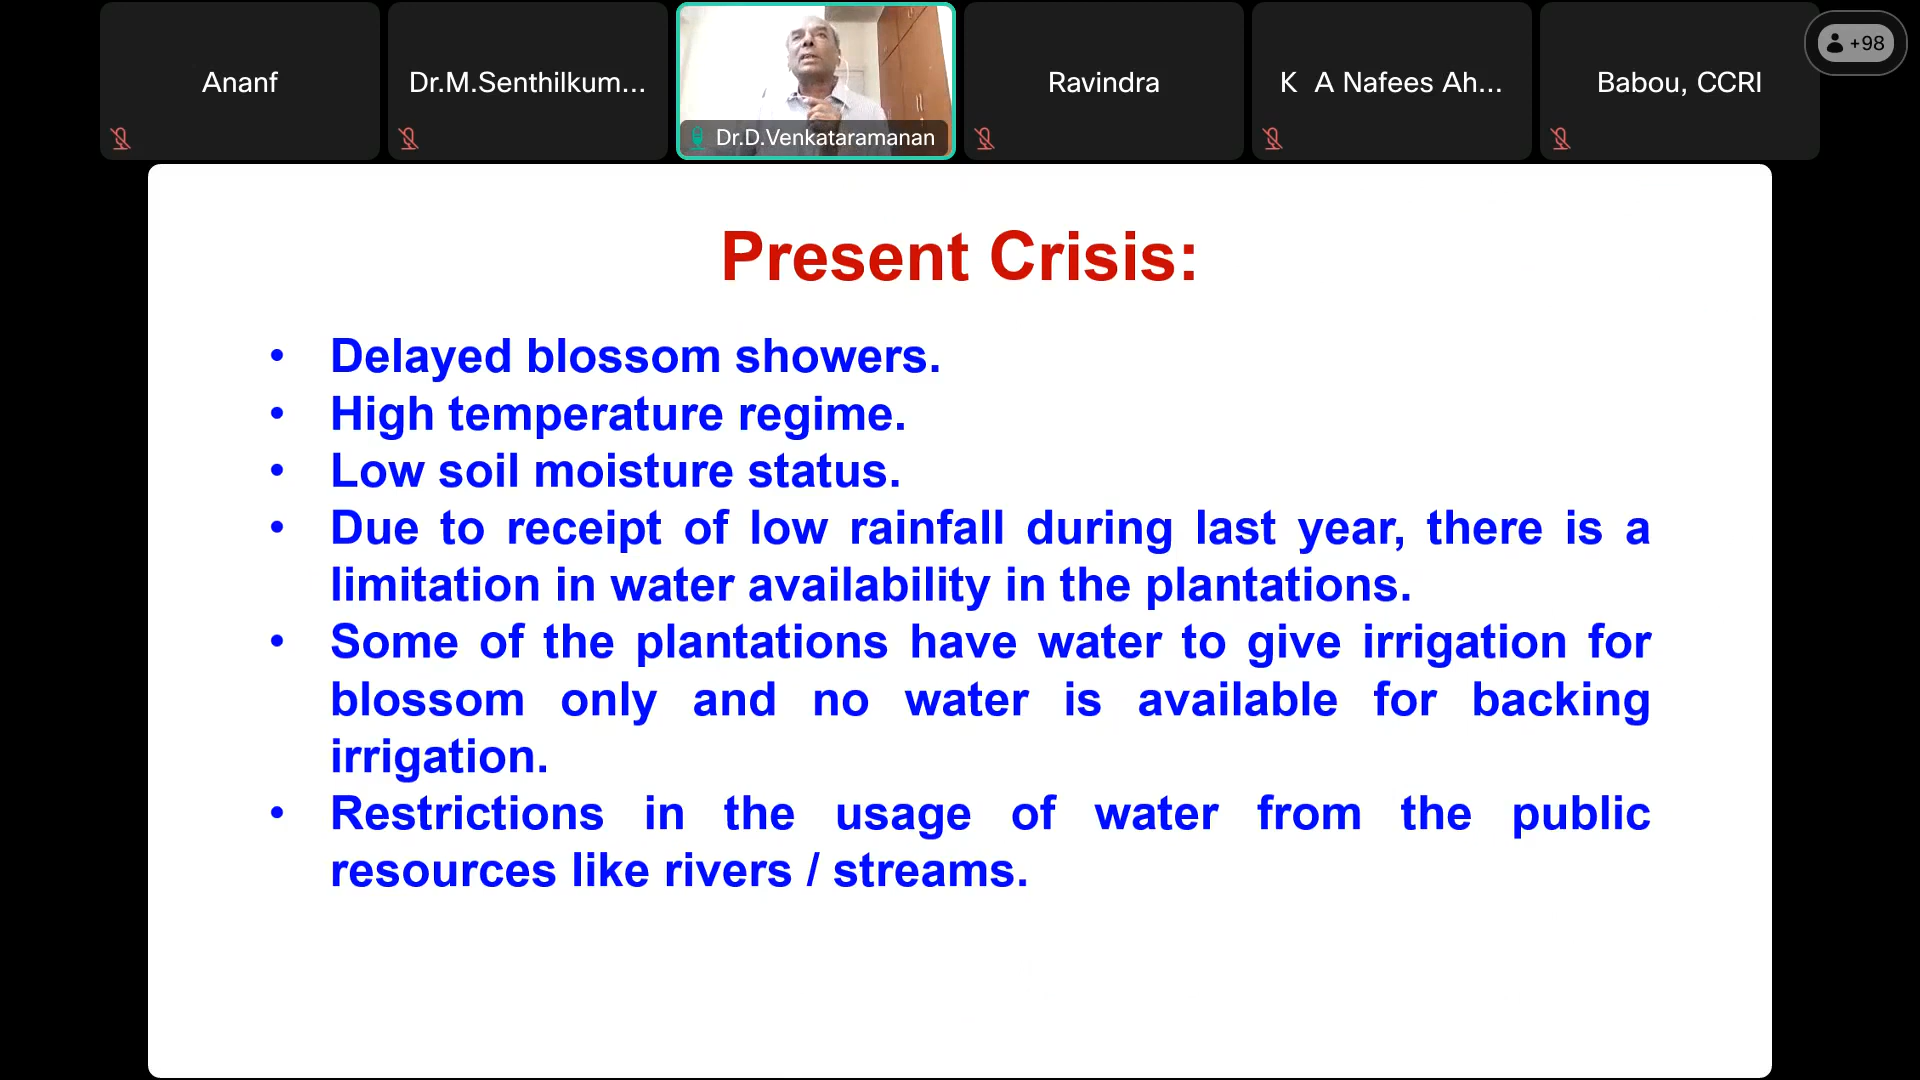 Ananf
Dr.M.Senthilkum...
Dr.D.Venkataramanan
Ravindra
K A Nafees Ah...
Babou, CCRI
+98
Present Crisis:
• Delayed blossom showers.
• High temperature regime.
• Low soil moisture status.
• Due to receipt of low rainfall during last year, there is a
limitation in water availability in the plantations.
• Some of the plantations have water to give irrigation for
blossom only and no water is available for backing
irrigation.
• Restrictions in the usage of water from the public
resources like rivers / streams.